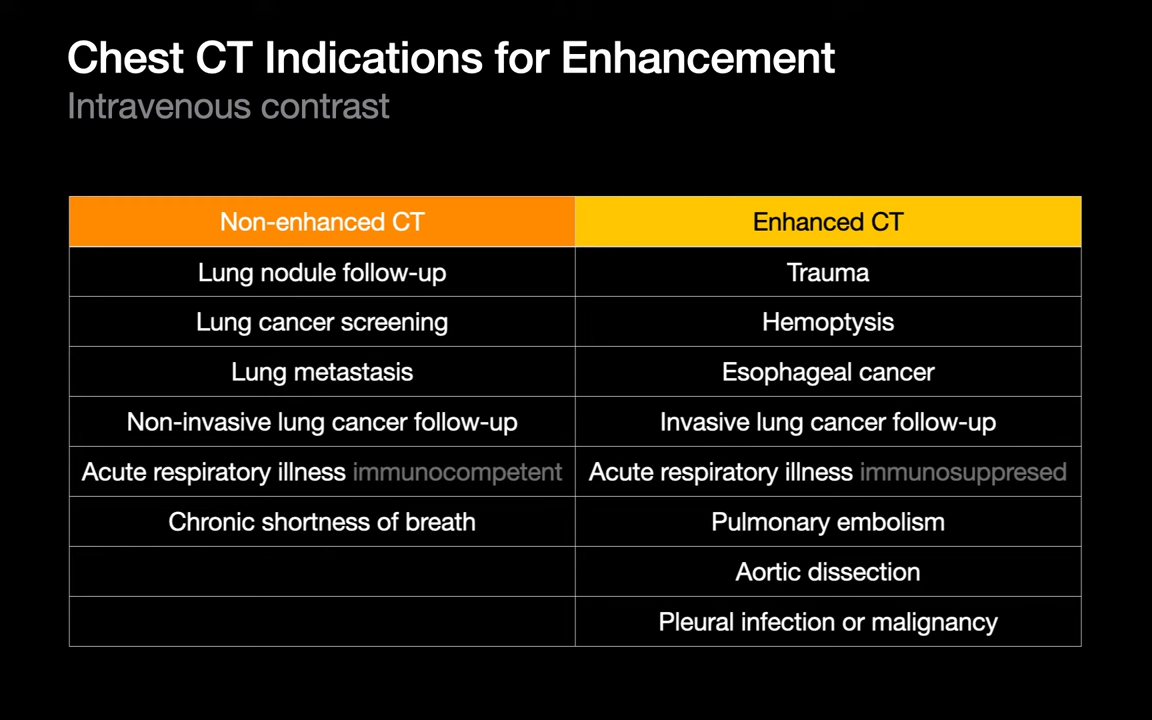 Chest CT Indications for Enhancement
Intravenous contrast
Non-enhanced CT
Enhanced CT
Lung nodule follow-up
Trauma
Lung cancer screening
Hemoptysis
Lung metastasis
Esophageal cancer
Non-invasive lung cancer follow-up
Invasive lung cancer follow-up
Acute respiratory illness immunocompetent
Acute respiratory illness immunosuppresed
Chronic shortness of breath
Pulmonary embolism
Aortic dissection
Pleural infection or malignancy